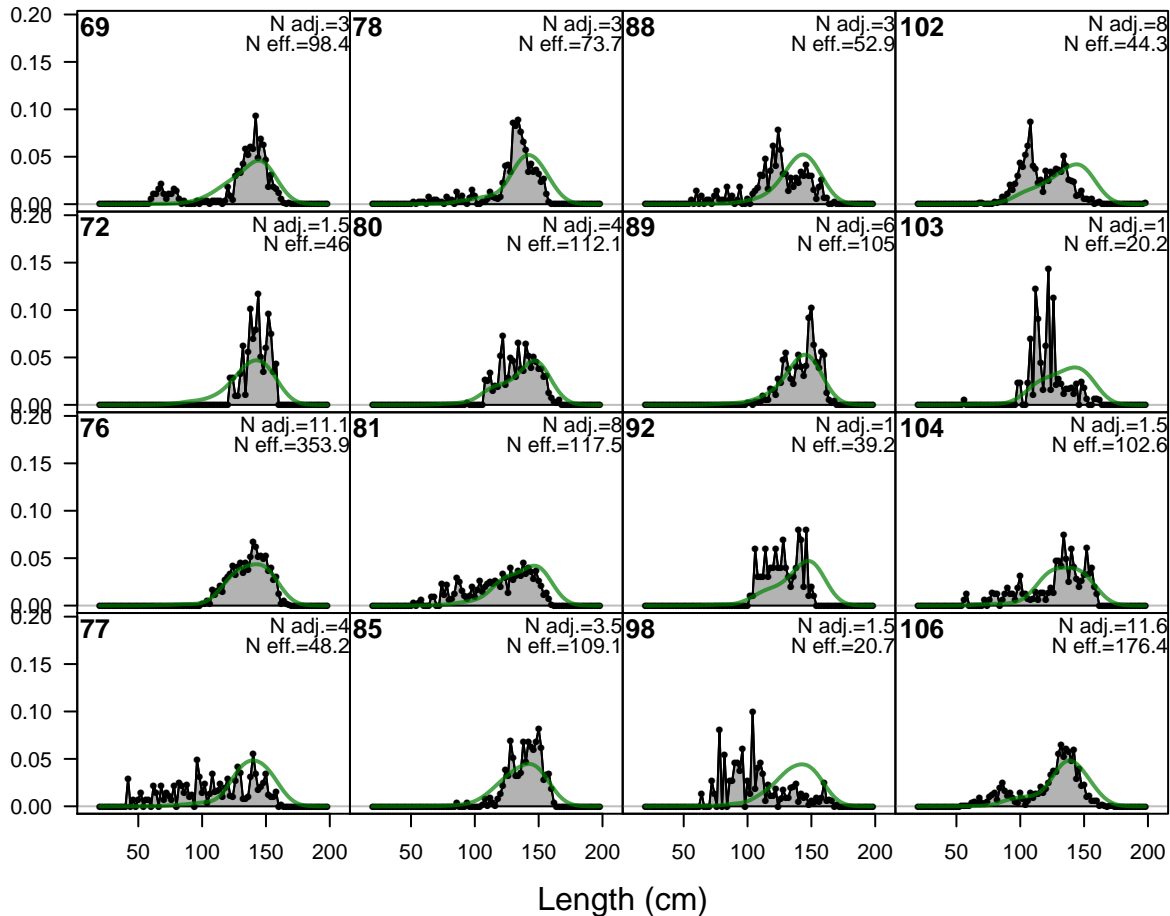 0.20
0.15
0.10
0.05
0.00
69
N adj.=3
N eff.=98.4
78
N adj.=3
N eff.=73.7
88
N adj.=3
N eff.=52.9
102
N adj.=8
N eff.=44.3
0.20
0.15
0.10
0.05
0.00
72
N adj.=1.5
N eff.=46
80
N adj.=4
N eff.=112.1
89
N adj.=6
N eff.=105
103
N adj.=1
N eff.=20.2
0.20
0.15
0.10
0.05
0.00
76
N adj.=11.1
N eff.=353.9
81
N adj.=8
N eff.=117.5
92
N adj.=1
N eff.=39.2
104
N adj.=1.5
N eff.=102.6
0.20
0.15
0.10
0.05
0.00
77
N adj.=4
N eff.=48.2
85
N adj.=3.5
N eff.=109.1
98
N adj.=1.5
N eff.=20.7
106
N adj.=11.6
N eff.=176.4
50 100 150 200 50 100 150 200 50 100 150 200 50 100 150 200
Length (cm)